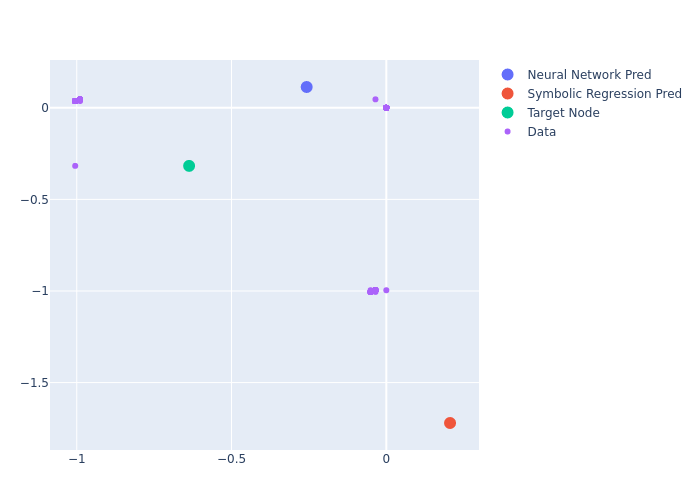 Neural Network Pred
Symbolic Regression Pred
Target Node
Data
0
−0.5
−1
−1.5
−1
−0.5
0